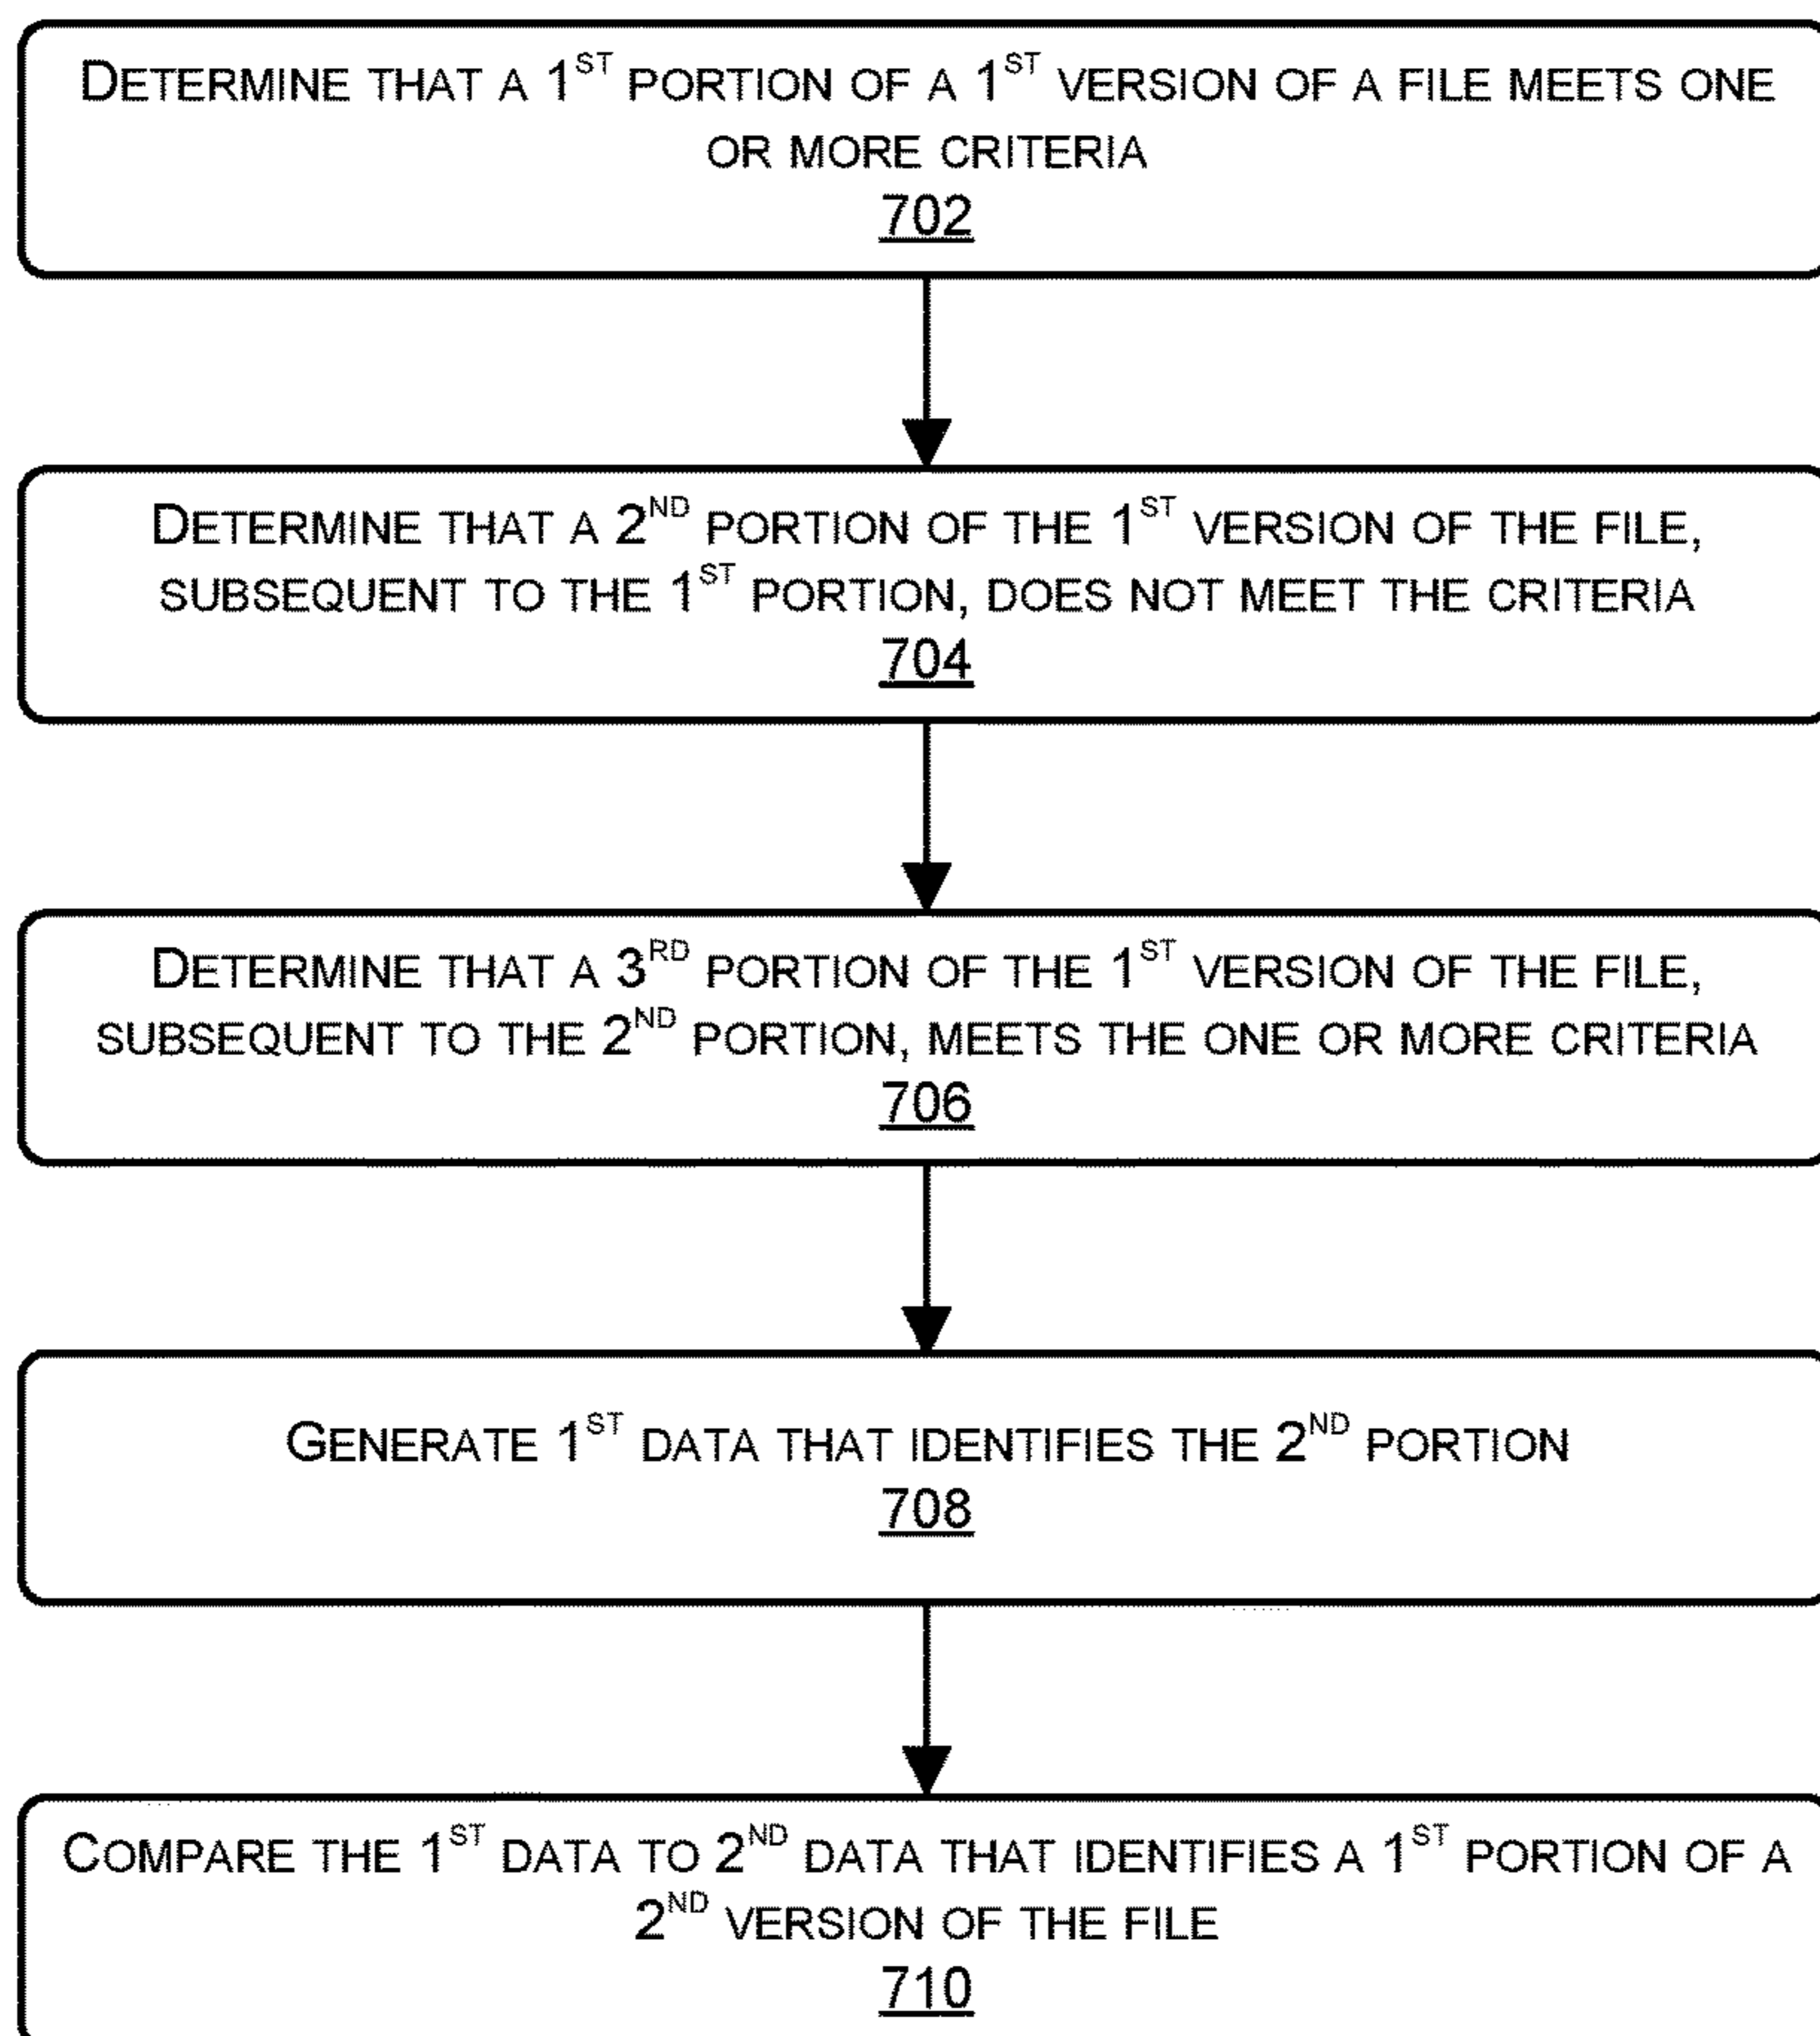 DETERMINE THAT A 1ST PORTION OF A 1ST VERSION OF A FILE MEETS ONE
OR MORE CRITERIA
702
DETERMINE THAT A 2ND PORTION OF THE 1ST VERSION OF THE FILE,
SUBSEQUENT TO THE 1ST PORTION, DOES NOT MEET THE CRITERIA
704
DETERMINE THAT A 3RD PORTION OF THE 1ST VERSION OF THE FILE,
SUBSEQUENT TO THE 2ND PORTION, MEETS THE ONE OR MORE CRITERIA
706
GENERATE 1ST DATA THAT IDENTIFIES THE 2ND PORTION
708
COMPARE THE 1ST DATA TO 2ND DATA THAT IDENTIFIES A 1ST PORTION OF A
2ND VERSION OF THE FILE
710